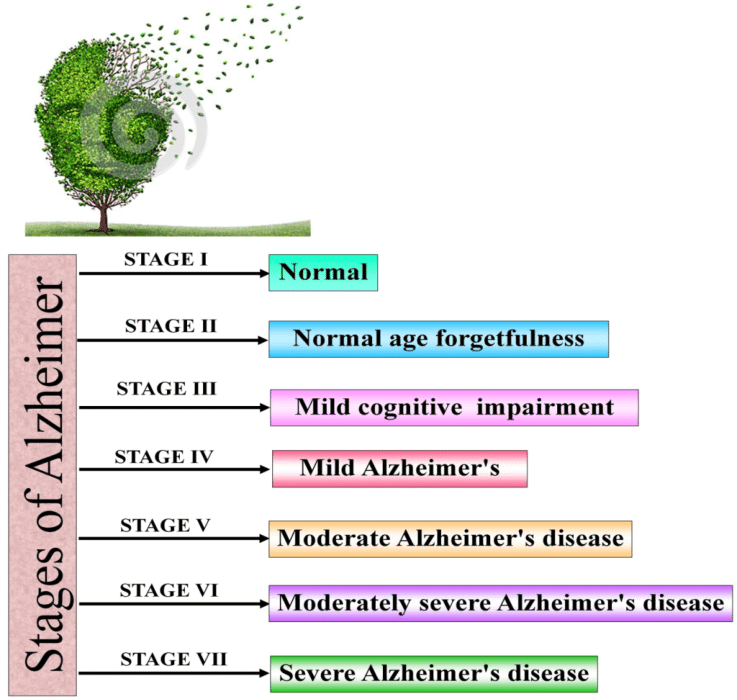 Stages of Alzheimer
STAGE I
Normal
STAGE II
Normal age forgetfulness
STAGE III
Mild cognitive impairment
STAGE IV
Mild Alzheimer's
STAGE V
Moderate Alzheimer's disease
STAGE VI
Moderately severe Alzheimer's disease
STAGE VII
Severe Alzheimer's disease